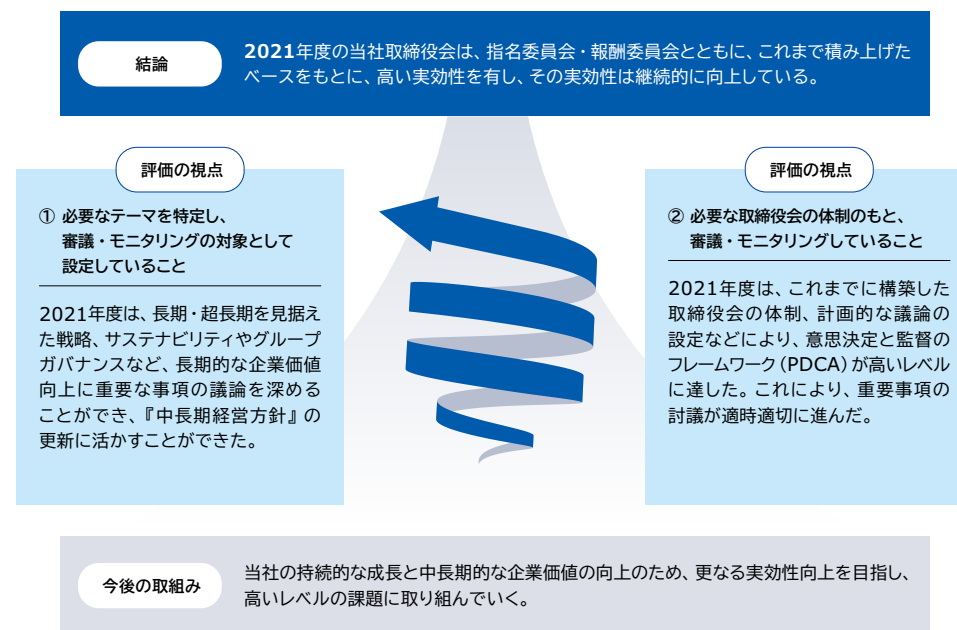 結論
2021年度の当社取締役会は、指名委員会・報酬委員会とともに、これまで積み上げた
ベースをもとに、高い実効性を有し、その実効性は継続的に向上している。
評価の視点
① 必要なテーマを特定し、
審議・モニタリングの対象として
設定していること
2021年度は、長期・超長期を見据え
た戦略、サステナビリティやグループ
ガバナンスなど、長期的な企業価値
向上に重要な事項の議論を深める
ことができ、『中長期経営方針』の
更新に活かすことができた。
評価の視点
② 必要な取締役会の体制のもと、
審議・モニタリングしていること
2021年度は、これまでに構築した
取締役会の体制、計画的な議論の
設定などにより、意思決定と監督の
フレームワーク（PDCA）が高いレベル
に達した。これにより、重要事項の
討議が適時適切に進んだ。
今後の取組み
当社の持続的な成長と中長期的な企業価値の向上のため、更なる実効性向上を目指し、
高いレベルの課題に取り組んでいく。